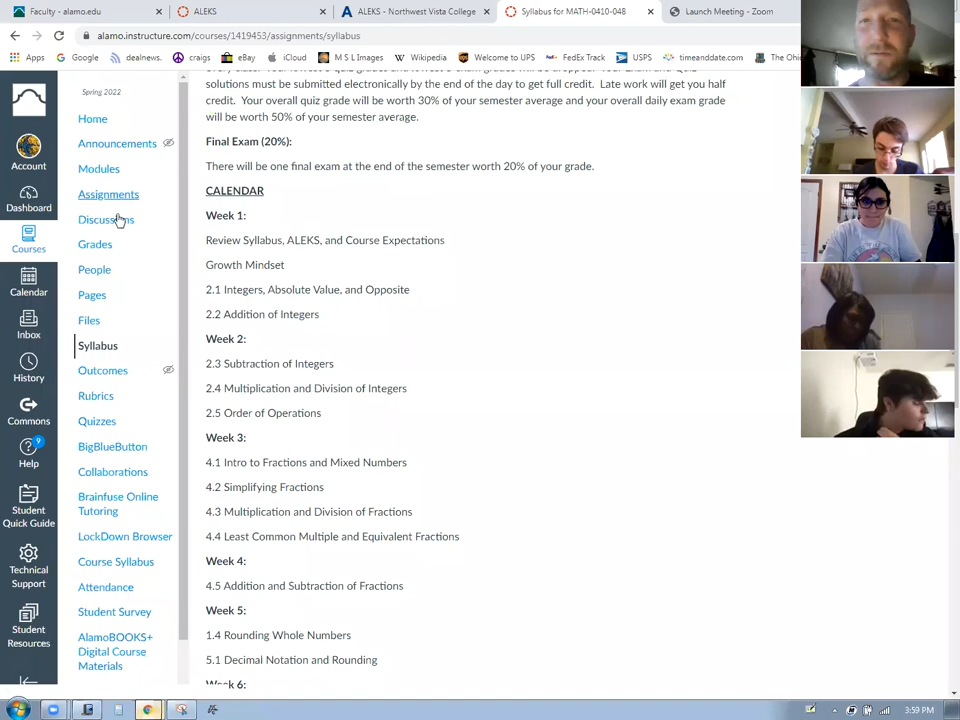 Faculty - alamo.edu
ALEKS
ALEKS - Northwest Vista College
Syllabus for MATH-0410-048
Launch Meeting - Zoom
alamo.instructure.com/courses/1419453/assignments/syllabus
Apps
Google
dealnews.
craigs
eBay
iCloud
M S L Images
Wikipedia
Welcome to UPS
FedEx Track
USPS
timeanddate.com
The Ohio
Account
Dashboard
Courses
Calendar
Inbox
History
Commons
9
Help
Student
Quick Guide
Technical
Support
Student
Resources
Spring 2022
Home
Announcements
Modules
Assignments
Discussions
Grades
People
Pages
Files
Syllabus
Outcomes
Rubrics
Quizzes
BigBlueButton
Collaborations
Brainfuse Online
Tutoring
LockDown Browser
Course Syllabus
Attendance
Student Survey
AlamoBOOKS+
Digital Course
Materials
solutions must be submitted electronically by the end of the day to get full credit. Late work will get you half
credit. Your overall quiz grade will be worth 30% of your semester average and your overall daily exam grade
will be worth 50% of your semester average.
Final Exam (20%):
There will be one final exam at the end of the semester worth 20% of your grade.
CALENDAR
Week 1:
Review Syllabus, ALEKS, and Course Expectations
Growth Mindset
2.1 Integers, Absolute Value, and Opposite
2.2 Addition of Integers
Week 2:
2.3 Subtraction of Integers
2.4 Multiplication and Division of Integers
2.5 Order of Operations
Week 3:
4.1 Intro to Fractions and Mixed Numbers
4.2 Simplifying Fractions
4.3 Multiplication and Division of Fractions
4.4 Least Common Multiple and Equivalent Fractions
Week 4:
4.5 Addition and Subtraction of Fractions
Week 5:
1.4 Rounding Whole Numbers
5.1 Decimal Notation and Rounding
Week 6:
3:59 PM